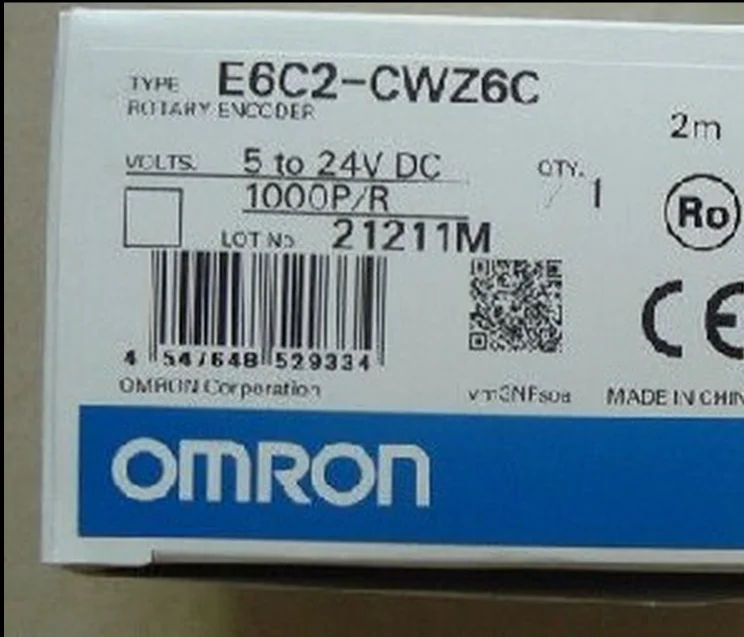 TYPE E6C2-CWZ6C
ROTARY ENCODER
2m
VOLTS. 5 to 24V DC
QTY. 1
1000P/R
Ro
LOT No 21211M
CE
4 547648 529334
OMRON Corporation
MADE IN CHIN
OMRON